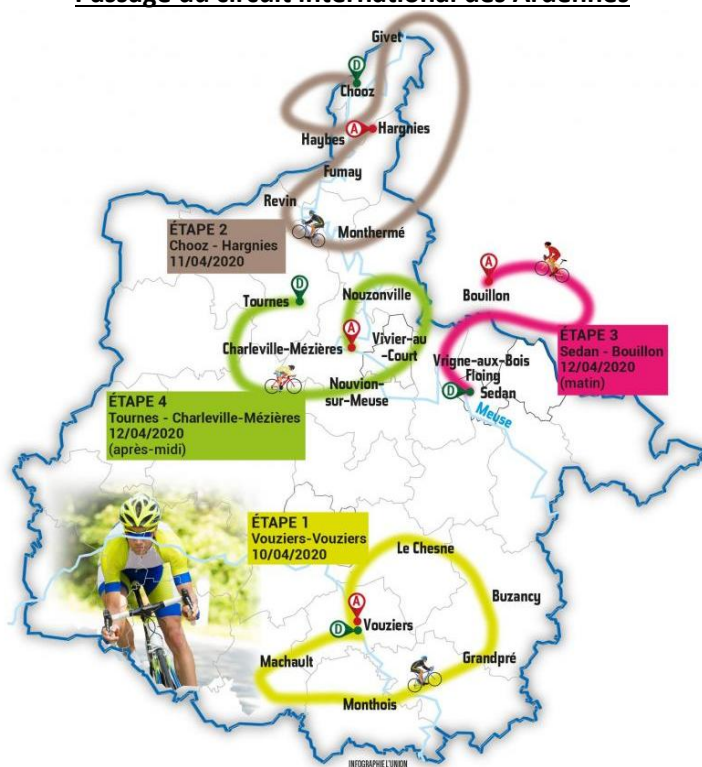 Passage du circuit international des Ardennes
Givet
D
Chooz
A
Hargnies
Haybes
Fumay
Revin
Monthermé
ÉTAPE 2
Chooz - Hargnies
11/04/2020
D
Tournes
Nouzonville
A
Bouillon
A
Charleville-Mézières
Vivier-au
-Court
ÉTAPE 3
Sedan - Bouillon
12/04/2020
(matin)
Vrigne-aux-Bois
Floing
D
Sedan
Nouvion-
sur-Meuse
Meuse
ÉTAPE 4
Tournes - Charleville-Mézières
12/04/2020
(après-midi)
ÉTAPE 1
Vouziers-Vouziers
10/04/2020
Le Chesne
Buzancy
A
D
Vouziers
Grandpré
Machault
Monthois
INFOGRAPHIE L'UNION